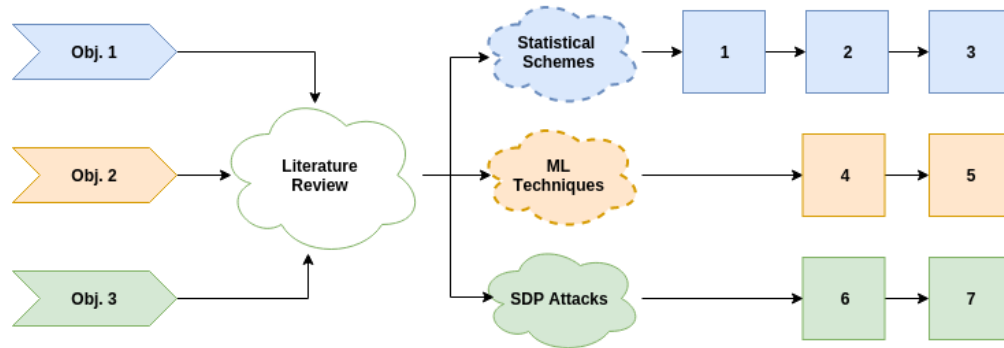 Obj. 1
Statistical
Schemes
1
2
3
Obj. 2
Literature
Review
ML
Techniques
4
5
Obj. 3
SDP Attacks
6
7